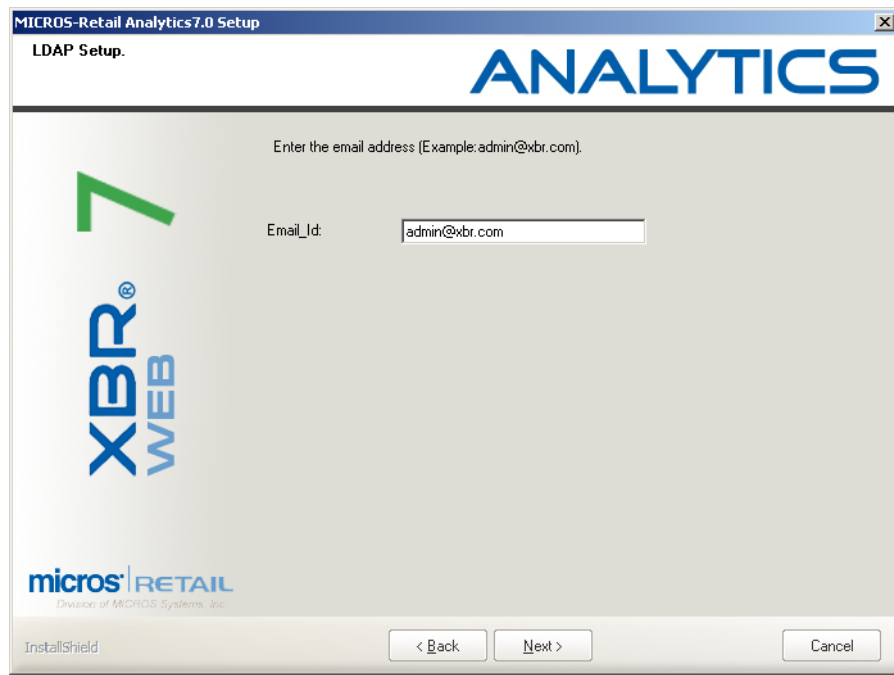 MICROS-Retail Analytics7.0 Setup
LDAP Setup.
ANALYTICS
Enter the email address (Example:admin@xbr.com).
Email_Id:
admin@xbr.com
7
XBR®
WEB
micros® RETAIL
Division of MICROS Systems, Inc.
InstallShield
< Back
Next >
Cancel